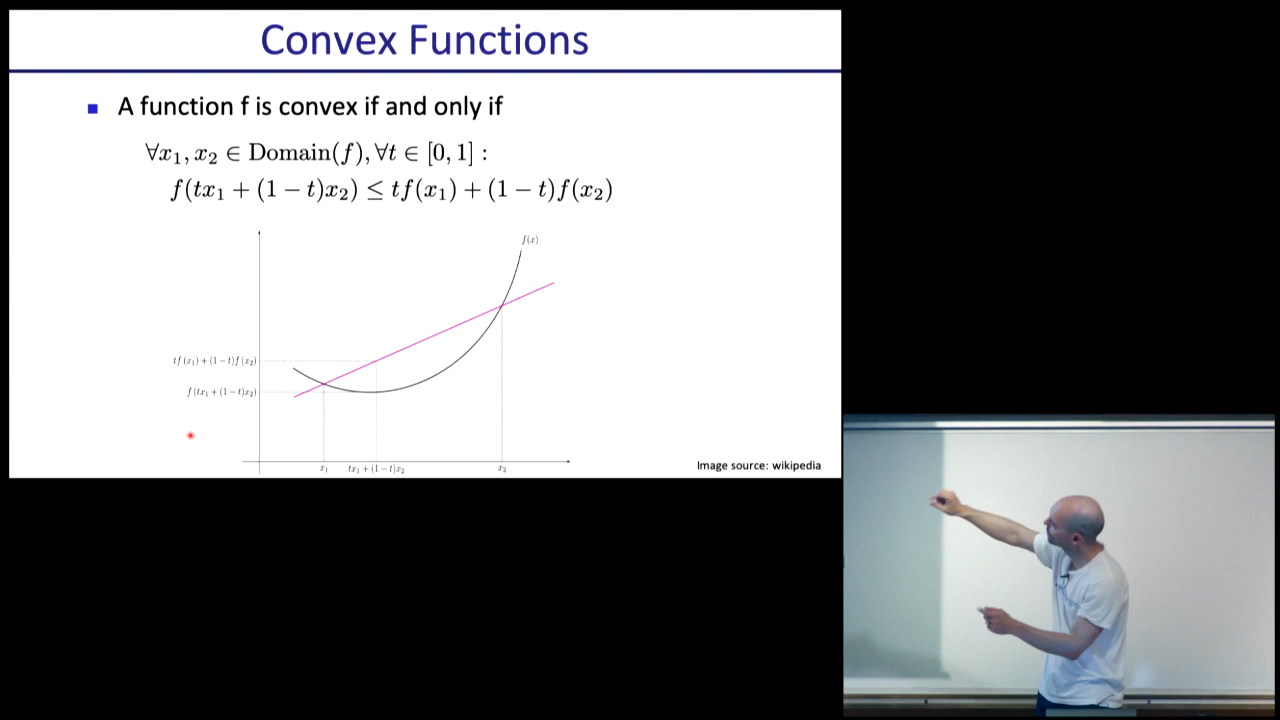 Convex Functions
A function f is convex if and only if
∀x₁, x₂ ∈ Domain(f), ∀t ∈ [0, 1] :
f(tx₁ + (1 − t)x₂) ≤ tf(x₁) + (1 − t)f(x₂)
f(x)
tf(x₁) + (1 − t)f(x₂)
f(tx₁ + (1 − t)x₂)
x₁ tx₁ + (1 − t)x₂ x₂
Image source: wikipedia